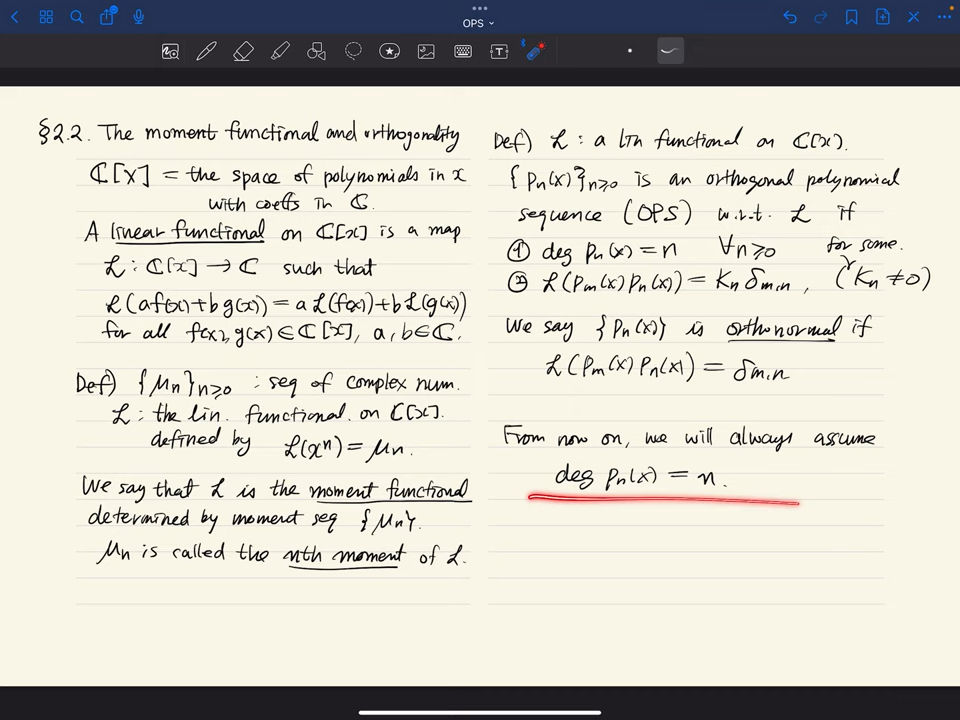 OPS
§2.2. The moment functional and orthogonality
ℂ[x] = the space of polynomials in x
with coeffs in ℂ.
A linear functional on ℂ[x] is a map
ℒ : ℂ[x] → ℂ such that
ℒ(af(x)+bg(x)) = aℒ(f(x))+bℒ(g(x))
for all f(x), g(x) ∈ ℂ[x], a, b ∈ ℂ.
Def) {μn}n≥0 : seq of complex num.
ℒ : the lin. functional on ℂ[x].
defined by ℒ(xⁿ) = μn.
We say that ℒ is the moment functional
determined by moment seq {μn}.
μn is called the nth moment of ℒ.
Def) ℒ : a lin functional on ℂ[x].
{Pn(x)}n≥0 is an orthogonal polynomial
sequence (OPS) w.r.t. ℒ if
① deg Pn(x) = n ∀n≥0
for some.
② ℒ(Pm(x)Pn(x)) = Kn δm,n , (Kn ≠ 0)
We say {Pn(x)} is orthonormal if
ℒ(Pm(x)Pn(x)) = δm,n
From now on, we will always assume
deg Pn(x) = n.